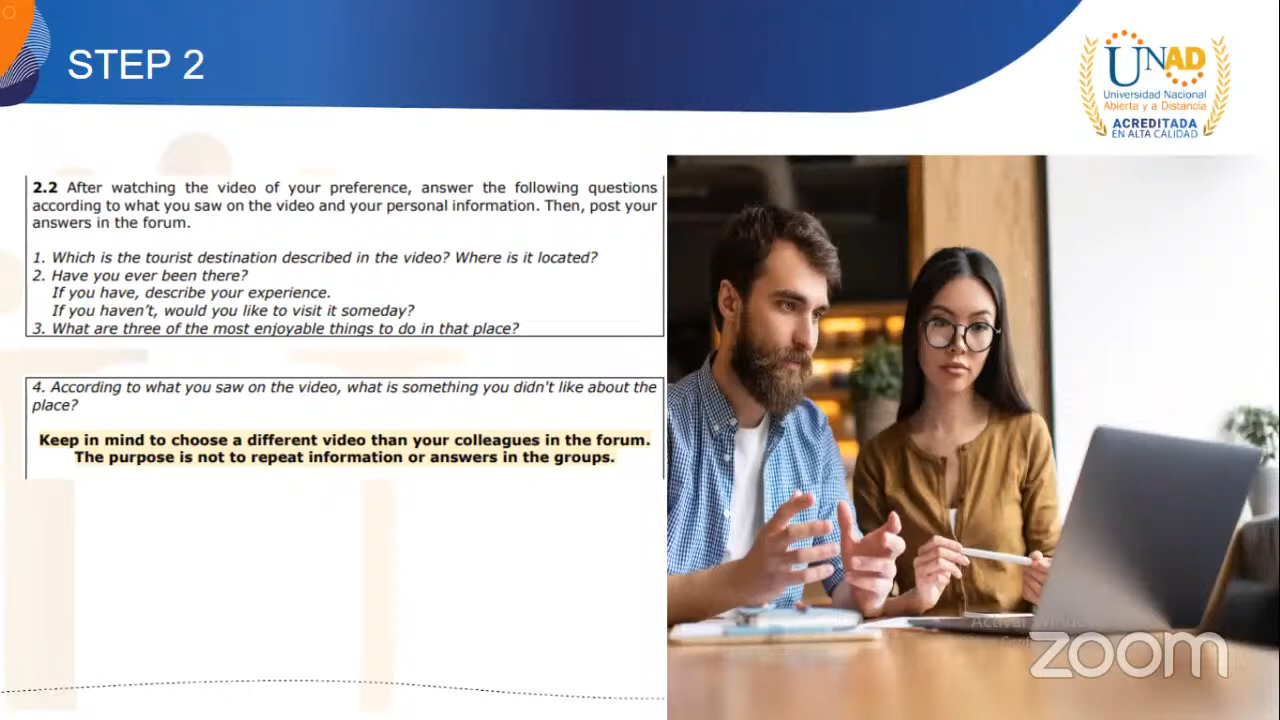 STEP 2
UNAD
Universidad Nacional
Abierta y a Distancia
ACREDITADA
EN ALTA CALIDAD
2.2 After watching the video of your preference, answer the following questions
according to what you saw on the video and your personal information. Then, post your
answers in the forum.
1. Which is the tourist destination described in the video? Where is it located?
2. Have you ever been there?
If you have, describe your experience.
If you haven't, would you like to visit it someday?
3. What are three of the most enjoyable things to do in that place?
4. According to what you saw on the video, what is something you didn't like about the
place?
Keep in mind to choose a different video than your colleagues in the forum.
The purpose is not to repeat information or answers in the groups.
zoom